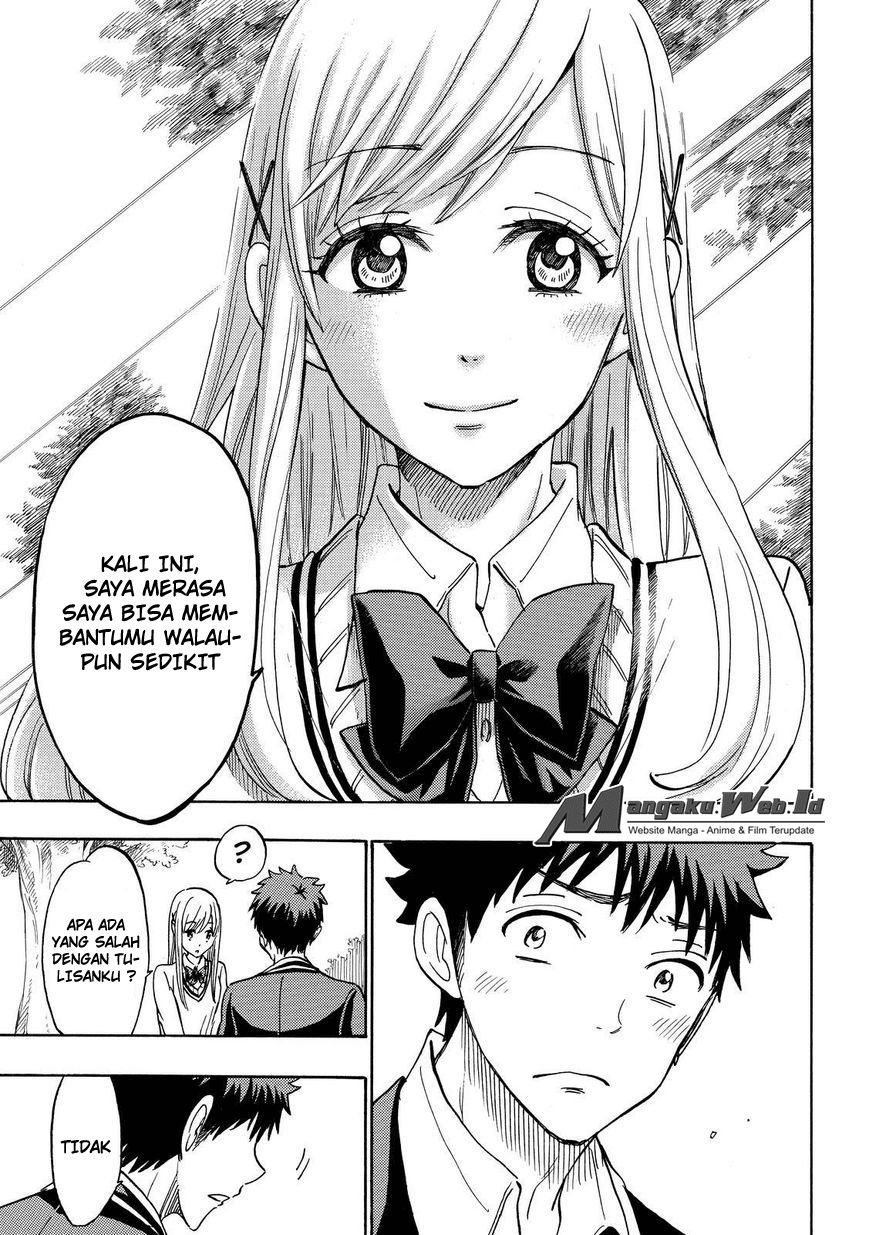 KALI INI,
SAYA MERASA
SAYA BISA MEM-
BANTUMU WALAU-
PUN SEDIKIT
Mangaku.Web.Id
Website Manga - Anime & Film Terupdate
?
APA ADA
YANG SALAH
DENGAN TU-
LISANKU ?
TIDAK